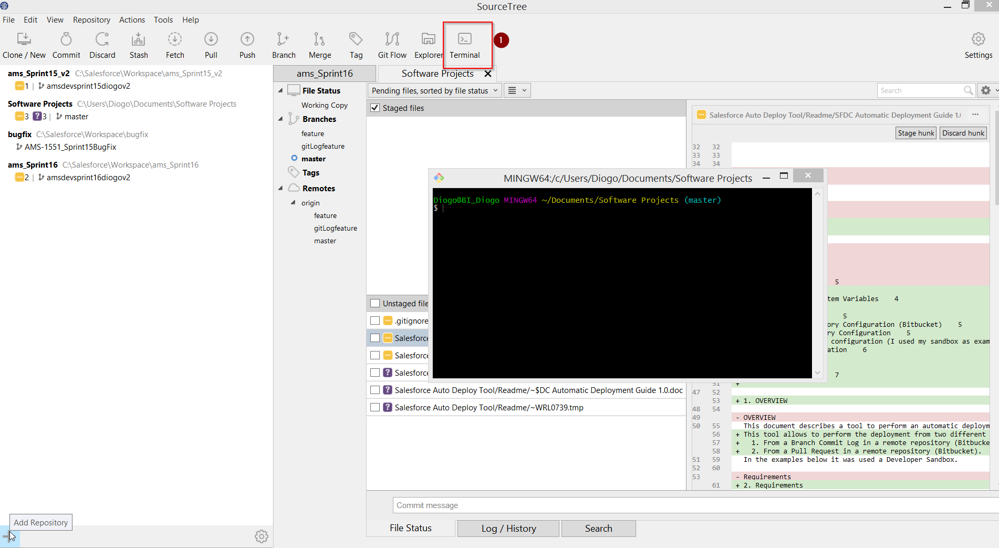 SourceTree
File Edit View Repository Actions Tools Help
Clone / New Commit Discard Stash Fetch Pull Push Branch Merge Tag Git Flow Explorer Terminal Settings
1
ams_Sprint15_v2 C:\Salesforce\Workspace\ams_Sprint15_v2
1 | amsdevsprint15diogov2
Software Projects C:\Users\Diogo\Documents\Software Projects
3 ? 3 | master
bugfix C:\Salesforce\Workspace\bugfix
AMS-1551_Sprint15BugFix
ams_Sprint16 C:\Salesforce\Workspace\ams_Sprint16
2 | amsdevsprint16diogov2
Add Repository
ams_Sprint16 Software Projects
File Status
Working Copy
Branches
feature
gitLogfeature
master
Tags
Remotes
origin
feature
gitLogfeature
master
Pending files, sorted by file status
Search
Staged files
Unstaged file
.gitignore
Salesforce
Salesforce
? Salesforce
? Salesforce Auto Deploy Tool/Readme/~$DC Automatic Deployment Guide 1.0.doc
? Salesforce Auto Deploy Tool/Readme/~WRL0739.tmp
MINGW64:/c/Users/Diogo/Documents/Software Projects
Diogo@BI_Diogo MINGW64 ~/Documents/Software Projects (master)
$
Salesforce Auto Deploy Tool/Readme/SFDC Automatic Deployment Guide 1.
Stage hunk Discard hunk
32 32
33 33
34 34
5
tem Variables 4
5
ory Configuration (Bitbucket) 5
ry Configuration 5
configuration (I used my sandbox as exam
ation 6
7
51 +
47 52
53 + 1. OVERVIEW
48 54
49 - OVERVIEW
50 55 This document describes a tool to perform an automatic deploym
56 + This tool allows to perform the deployment from two different
57 + 1. From a Branch Commit Log in a remote repository (Bitbucke
58 + 2. From a Pull Request in a remote repository (Bitbucket).
51 59 In the examples below it was used a Developer Sandbox.
52 60
53 - Requirements
61 + 2. Requirements
Commit message
File Status Log / History Search